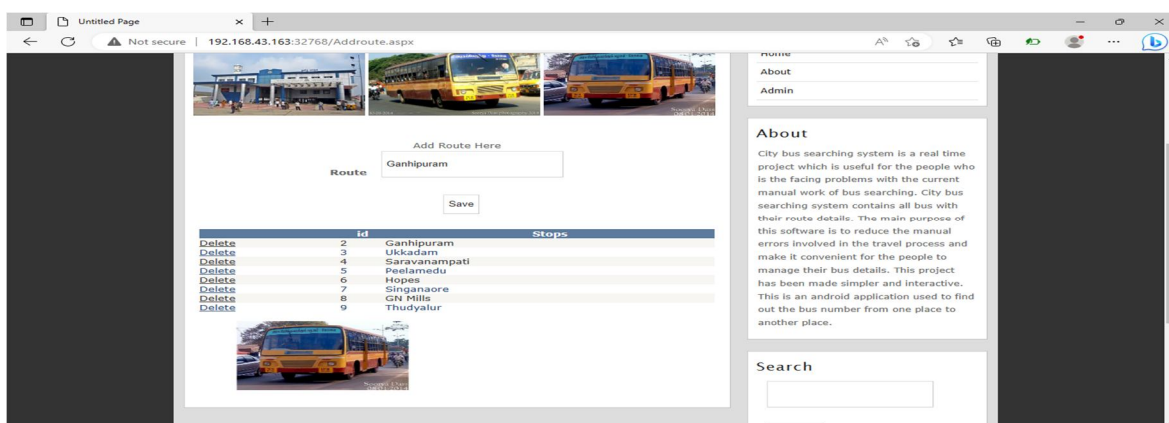 Untitled Page
Not secure | 192.168.43.163:32768/Addroute.aspx
Home
About
Admin
Add Route Here
Route Ganhipuram
Save
id Stops
Delete 2 Ganhipuram
Delete 3 Ukkadam
Delete 4 Saravanampati
Delete 5 Peelamedu
Delete 6 Hopes
Delete 7 Singanaore
Delete 8 GN Mills
Delete 9 Thudyalur
About
City bus searching system is a real time
project which is useful for the people who
is the facing problems with the current
manual work of bus searching. City bus
searching system contains all bus with
their route details. The main purpose of
this software is to reduce the manual
errors involved in the travel process and
make it convenient for the people to
manage their bus details. This project
has been made simpler and interactive.
This is an android application used to find
out the bus number from one place to
another place.
Search